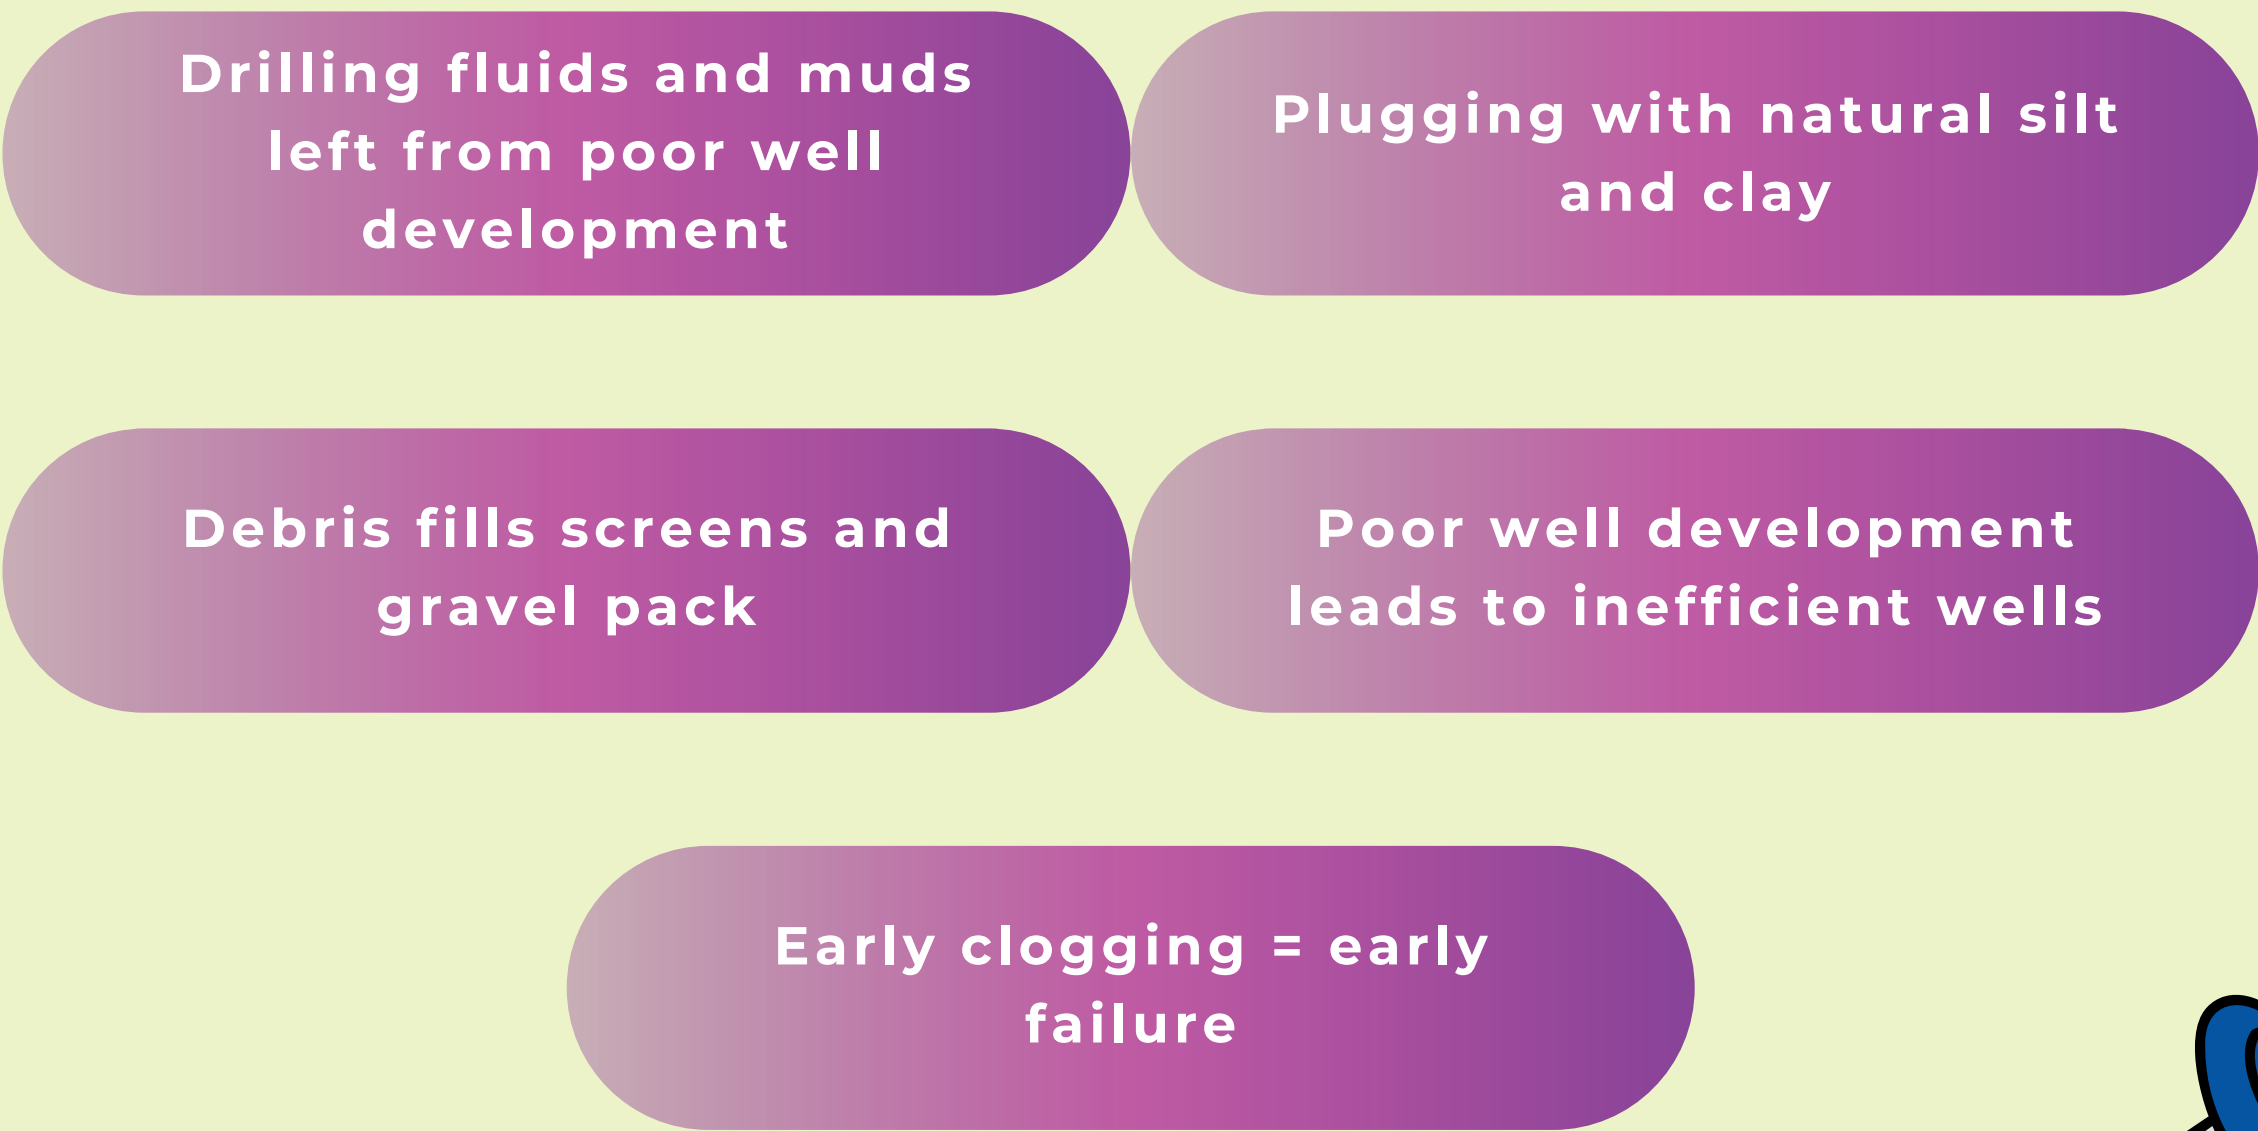 Drilling fluids and muds
left from poor well
development
Plugging with natural silt
and clay
Debris fills screens and
gravel pack
Poor well development
leads to inefficient wells
Early clogging = early
failure